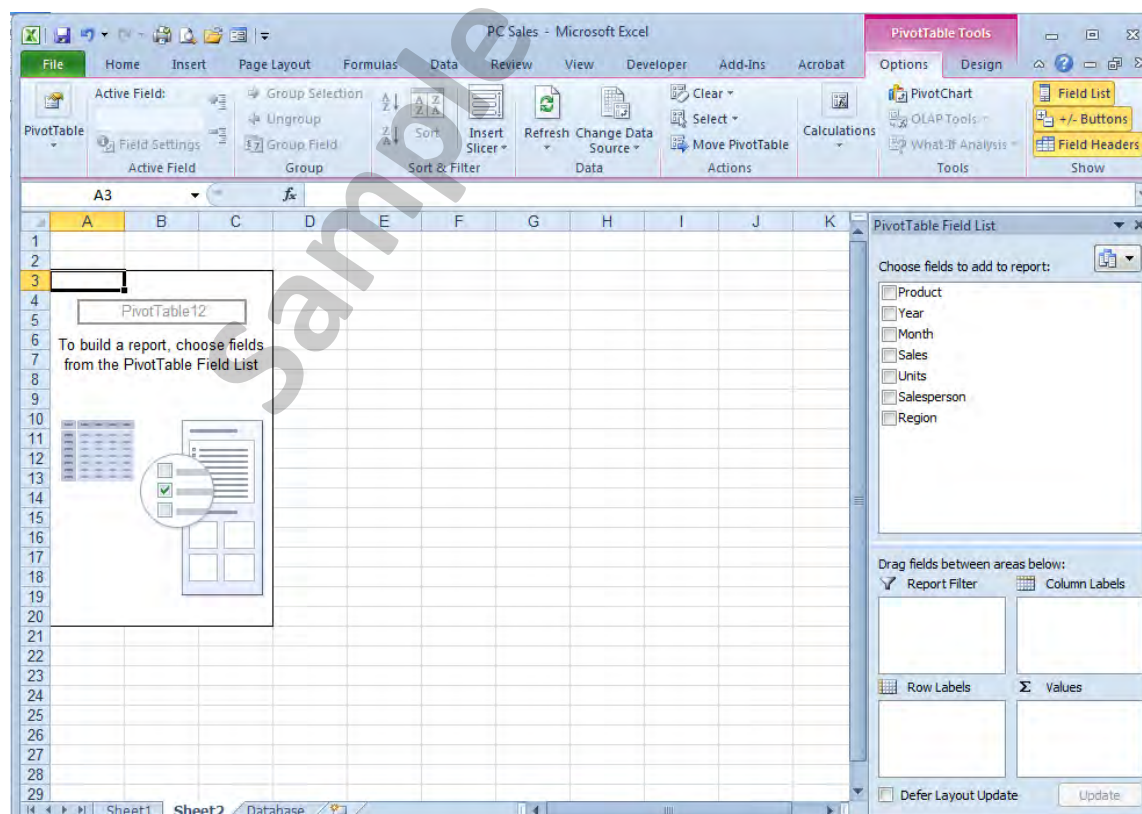 PC Sales - Microsoft Excel
PivotTable Tools
File Home Insert Page Layout Formulas Data Review View Developer Add-Ins Acrobat Options Design
PivotTable
Active Field:
Field Settings
Active Field
Group Selection
Ungroup
Group Field
Group
Sort
Insert Slicer
Sort & Filter
Refresh
Change Data Source
Data
Clear
Select
Move PivotTable
Actions
Calculations
PivotChart
OLAP Tools
What-If Analysis
Tools
Field List
+/- Buttons
Field Headers
Show
A3
fx
A B C D E F G H I J K
1
2
3
4
5
6
7
8
9
10
11
12
13
14
15
16
17
18
19
20
21
22
23
24
25
26
27
28
29
PivotTable12
To build a report, choose fields
from the PivotTable Field List
Sample
PivotTable Field List
Choose fields to add to report:
Product
Year
Month
Sales
Units
Salesperson
Region
Drag fields between areas below:
Report Filter
Column Labels
Row Labels
Σ Values
Defer Layout Update
Update
Sheet1 Sheet2 Database